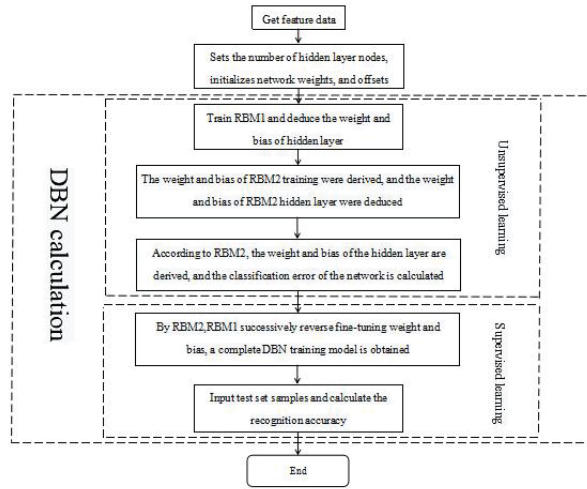 Get feature data
Sets the number of hidden layer nodes,
initializes network weights, and offsets
Train RBM1 and deduce the weight and
bias of hidden layer
The weight and bias of RBM2 training were derived, and the weight
and bias of RBM2 hidden layer were deduced
According to RBM2, the weight and bias of the hidden layer are
derived, and the classification error of the network is calculated
Unsupervised learning
DBN calculation
By RBM2,RBM1 successively reverse fine-tuning weight and
bias, a complete DBN training model is obtained
Input test set samples and calculate the
recognition accuracy
Supervised learning
End